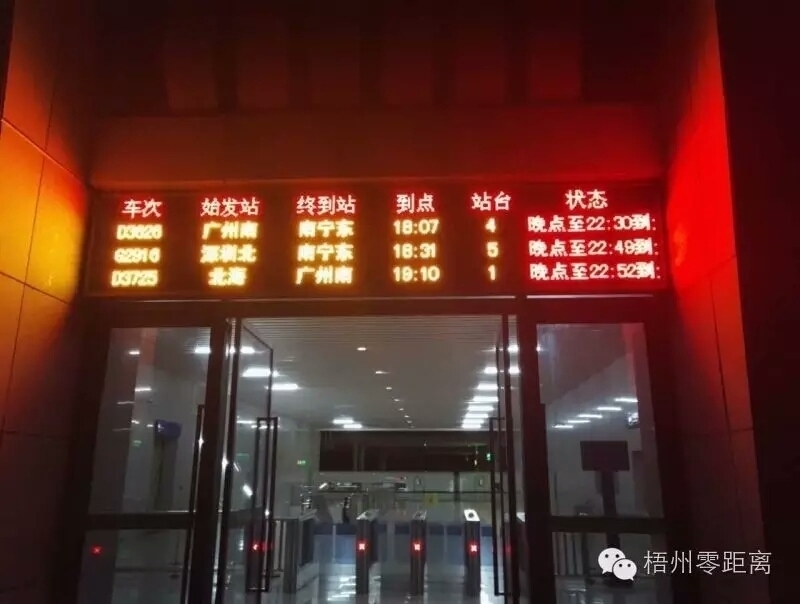 车次 始发站 终到站 到点 站台 状态
D3626 广州南 南宁东 18:07 4 晚点至22:30到:
G2916 深圳北 南宁东 18:31 5 晚点至22:49到:
D3725 北海 广州南 19:10 1 晚点至22:52到:
梧州零距离